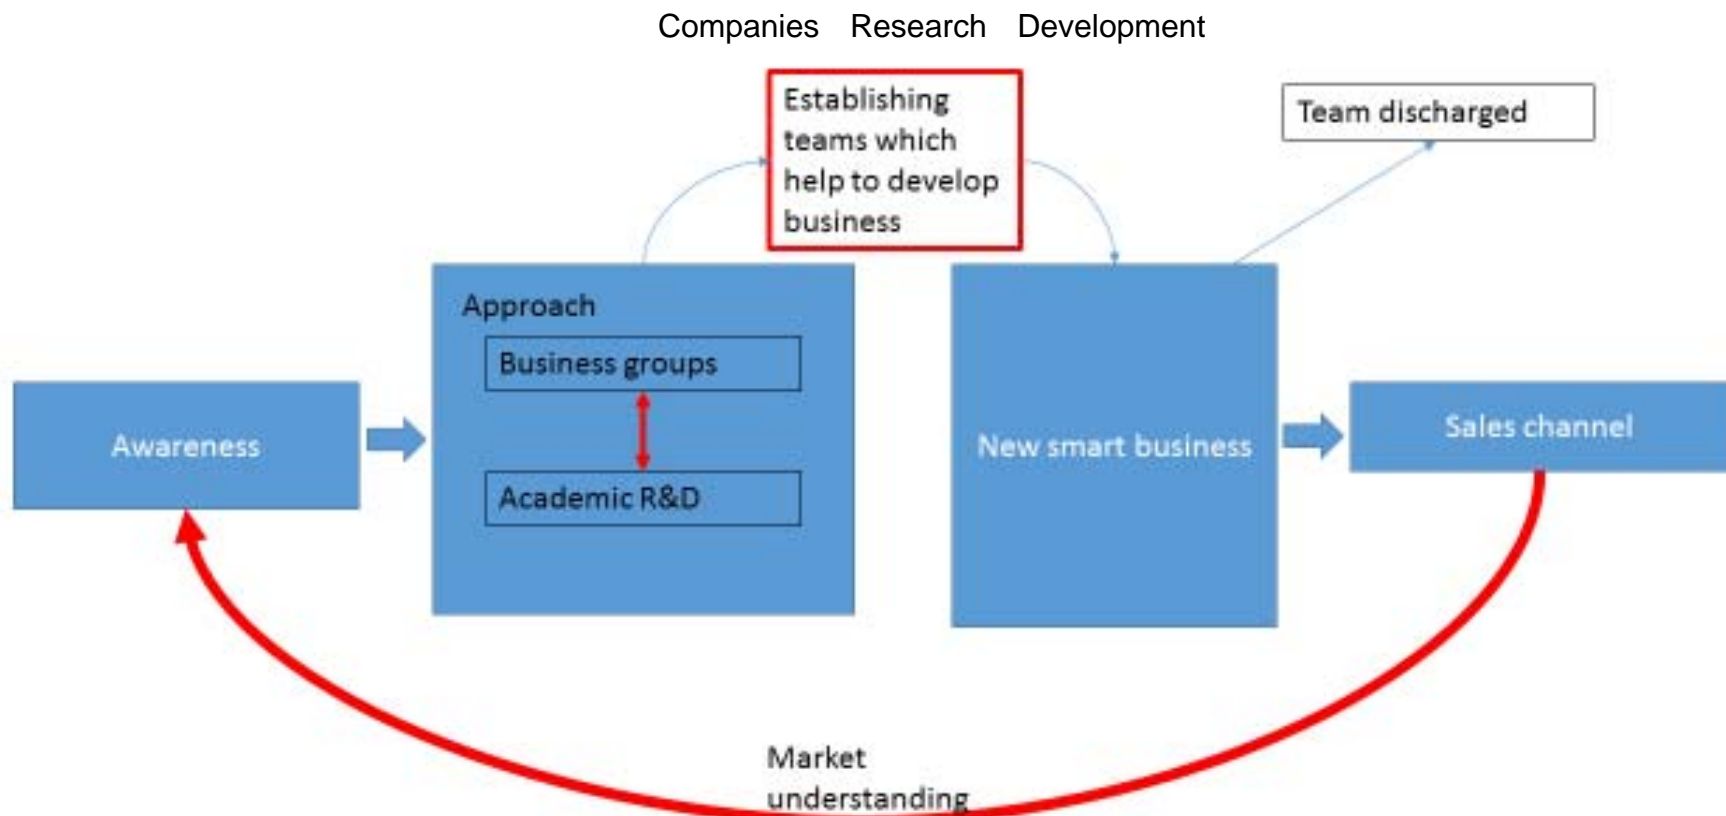 Companies Research Development
Establishing
teams which
help to develop
business
Team discharged
Approach
Business groups
Academic R&D
Awareness
New smart business
Sales channel
Market
understanding